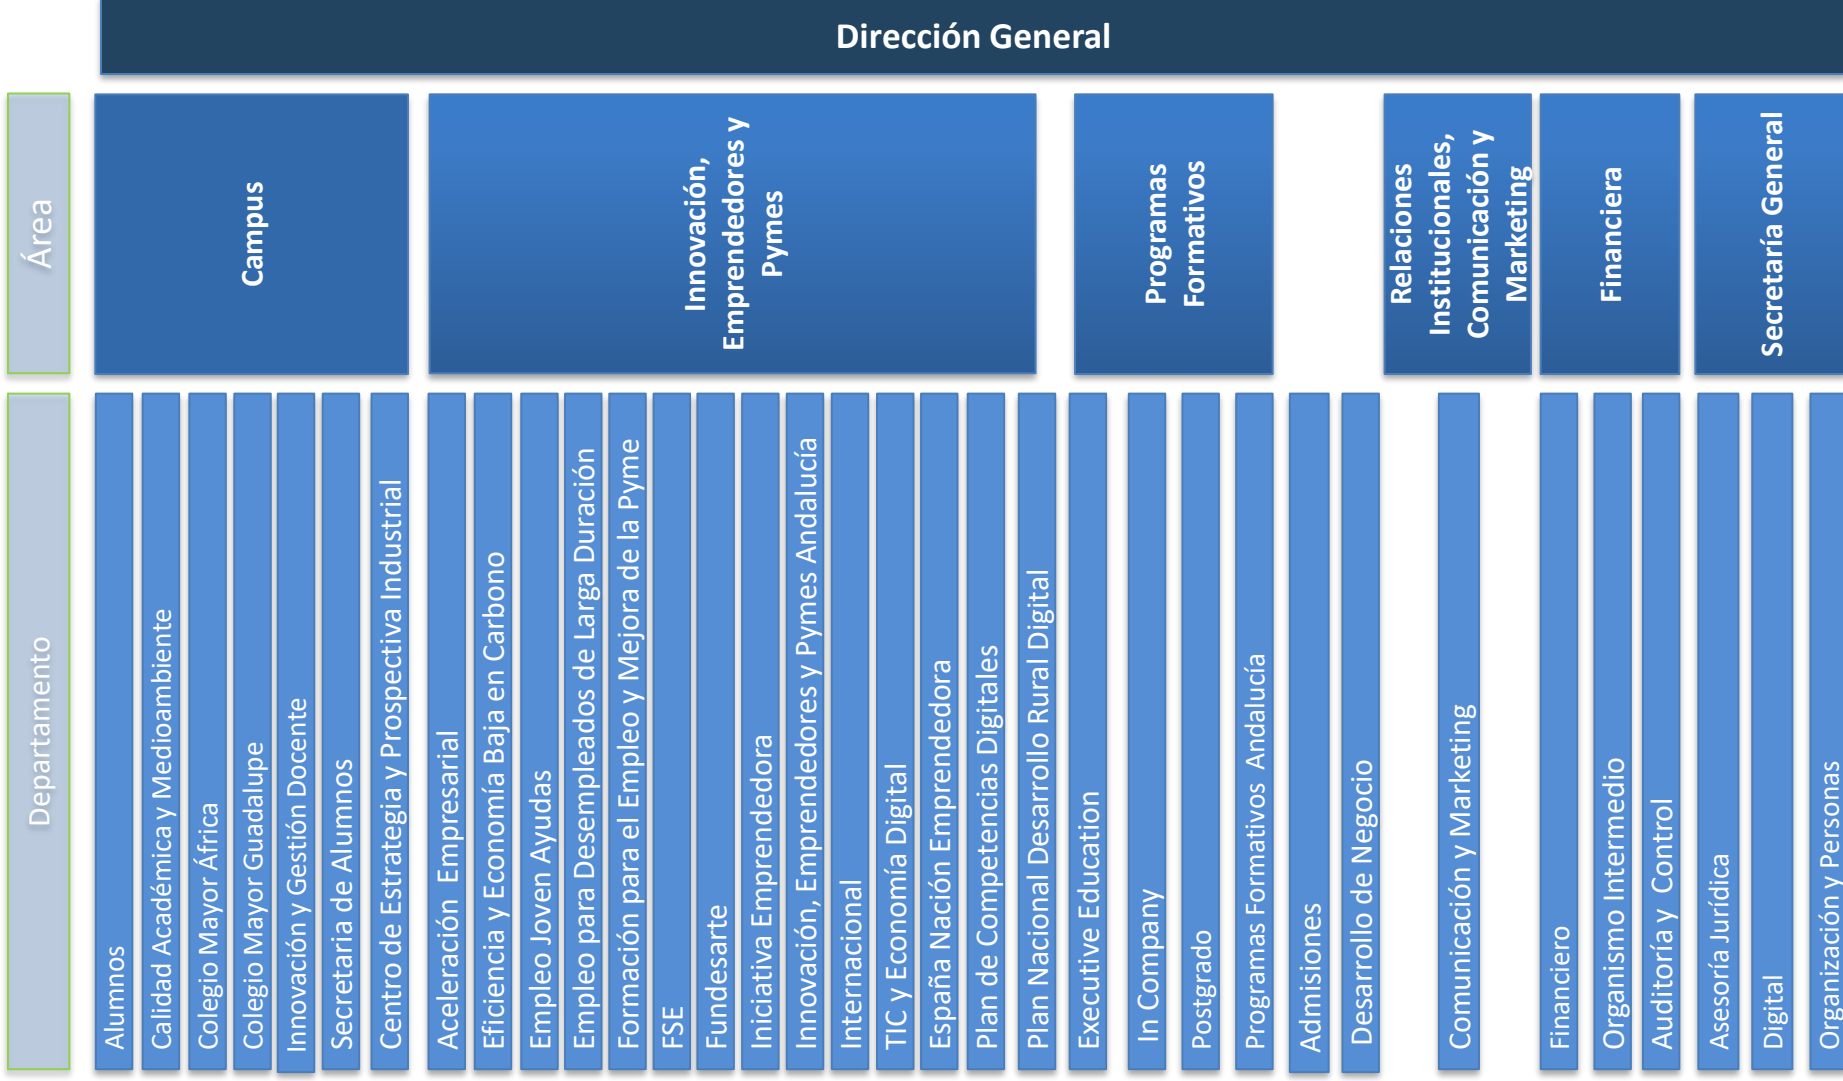 Dirección General
Área
Campus
Innovación,
Emprendedores y
Pymes
Programas
Formativos
Relaciones
Institucionales,
Comunicación y
Marketing
Financiera
Secretaría General
Departamento
Alumnos
Calidad Académica y Medioambiente
Colegio Mayor África
Colegio Mayor Guadalupe
Innovación y Gestión Docente
Secretaria de Alumnos
Centro de Estrategia y Prospectiva Industrial
Aceleración Empresarial
Eficiencia y Economía Baja en Carbono
Empleo Joven Ayudas
Empleo para Desempleados de Larga Duración
Formación para el Empleo y Mejora de la Pyme
FSE
Fundesarte
Iniciativa Emprendedora
Innovación, Emprendedores y Pymes Andalucía
Internacional
TIC y Economía Digital
España Nación Emprendedora
Plan de Competencias Digitales
Plan Nacional Desarrollo Rural Digital
Executive Education
In Company
Postgrado
Programas Formativos Andalucía
Admisiones
Desarrollo de Negocio
Comunicación y Marketing
Financiero
Organismo Intermedio
Auditoría y Control
Asesoría Jurídica
Digital
Organización y Personas